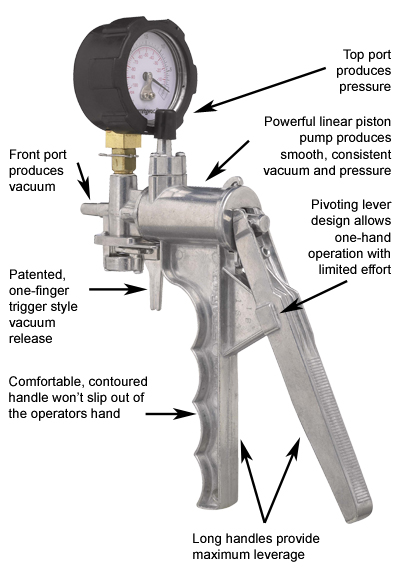 Top port
produces
pressure
Powerful linear piston
pump produces
smooth, consistent
vacuum and pressure
Front port
produces
vacuum
Pivoting lever
design allows
one-hand
operation with
limited effort
Patented,
one-finger
trigger style
vacuum
release
Comfortable, contoured
handle won't slip out of
the operators hand
Long handles provide
maximum leverage